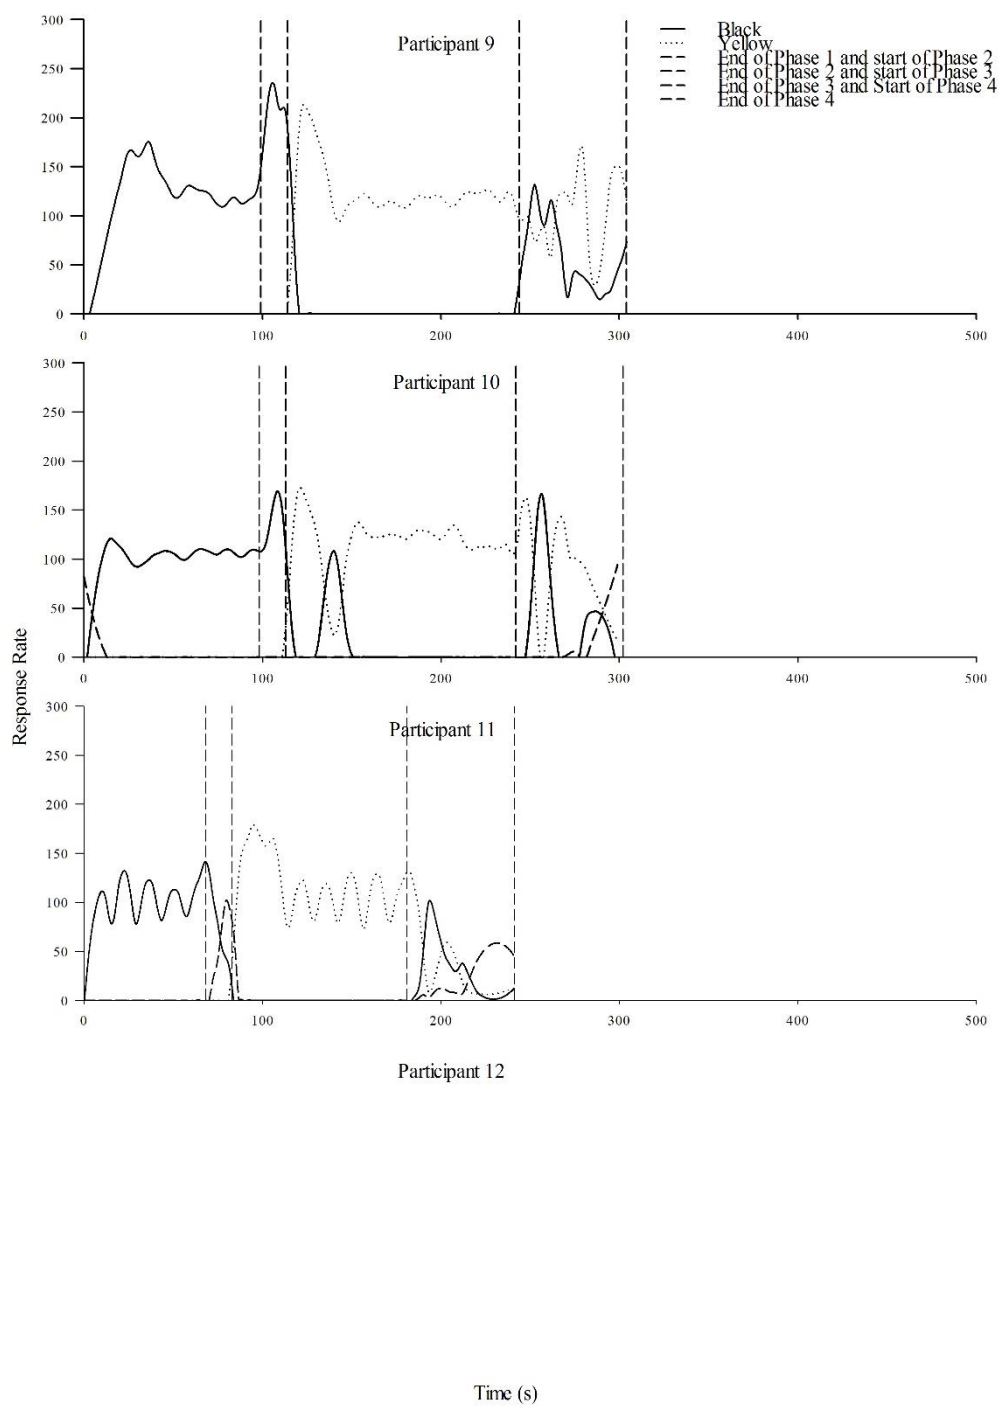 Participant 9
Black
Yellow
End of Phase 1 and start of Phase 2
End of Phase 2 and start of Phase 3
End of Phase 3 and Start of Phase 4
End of Phase 4
300
250
200
150
100
50
0
0 100 200 300 400 500
Participant 10
300
250
200
150
100
50
0
0 100 200 300 400 500
Response Rate
Participant 11
300
250
200
150
100
50
0
0 100 200 300 400 500
Participant 12
Time (s)